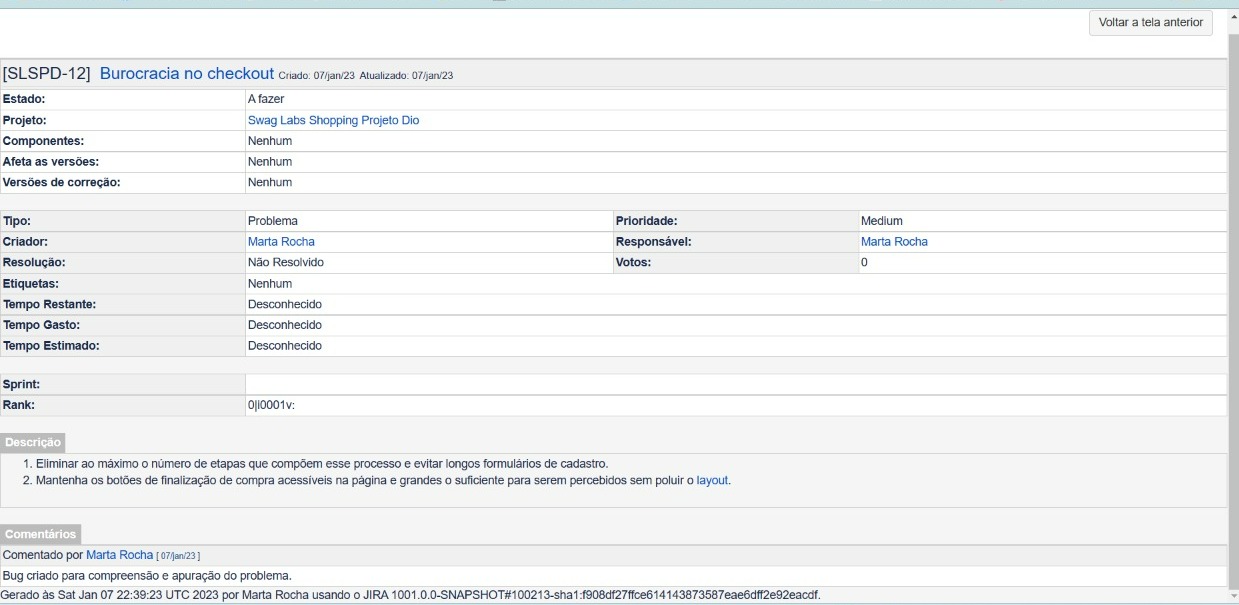 Voltar a tela anterior
[SLSPD-12] Burocracia no checkout Criado: 07/jan/23 Atualizado: 07/jan/23
Estado: A fazer
Projeto: Swag Labs Shopping Projeto Dio
Componentes: Nenhum
Afeta as versões: Nenhum
Versões de correção: Nenhum
Tipo: Problema Prioridade: Medium
Criador: Marta Rocha Responsável: Marta Rocha
Resolução: Não Resolvido Votos: 0
Etiquetas: Nenhum
Tempo Restante: Desconhecido
Tempo Gasto: Desconhecido
Tempo Estimado: Desconhecido
Sprint:
Rank: 0|i0001v:
Descrição
1. Eliminar ao máximo o número de etapas que compõem esse processo e evitar longos formulários de cadastro.
2. Mantenha os botões de finalização de compra acessíveis na página e grandes o suficiente para serem percebidos sem poluir o layout.
Comentários
Comentado por Marta Rocha [ 07/jan/23 ]
Bug criado para compreensão e apuração do problema.
Gerado às Sat Jan 07 22:39:23 UTC 2023 por Marta Rocha usando o JIRA 1001.0.0-SNAPSHOT#100213-sha1:f908df27ffce614143873587eae6dff2e92eacdf.